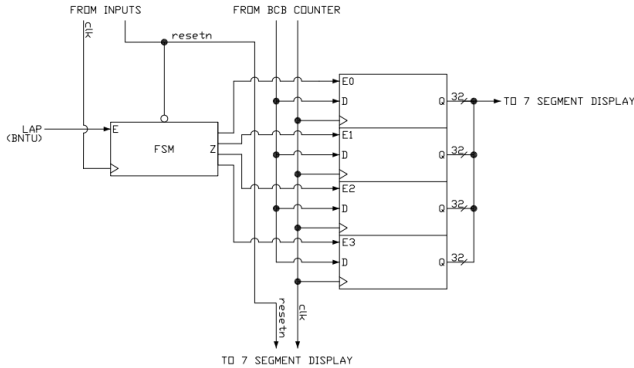 FROM INPUTS
FROM BCB COUNTER
clk
resetn
E0
D
Q
32
TO 7 SEGMENT DISPLAY
LAP
(BNTU)
E
FSM
Z
E1
D
Q
32
E2
D
Q
32
E3
D
Q
32
resetn
clk
TO 7 SEGMENT DISPLAY